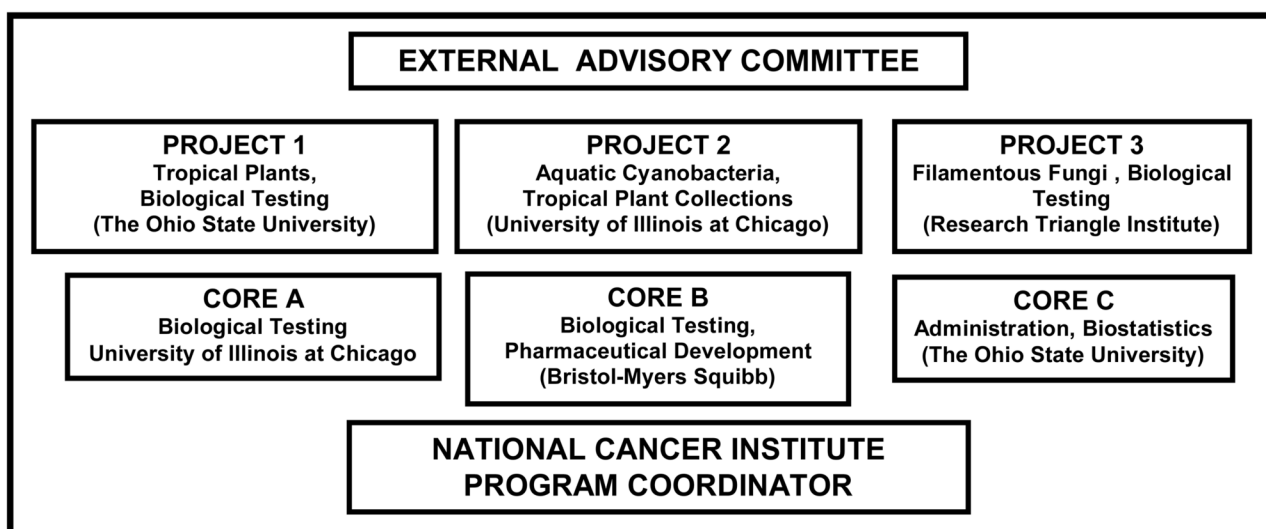 EXTERNAL ADVISORY COMMITTEE
PROJECT 1
Tropical Plants,
Biological Testing
(The Ohio State University)
PROJECT 2
Aquatic Cyanobacteria,
Tropical Plant Collections
(University of Illinois at Chicago)
PROJECT 3
Filamentous Fungi , Biological
Testing
(Research Triangle Institute)
CORE A
Biological Testing
University of Illinois at Chicago
CORE B
Biological Testing,
Pharmaceutical Development
(Bristol-Myers Squibb)
CORE C
Administration, Biostatistics
(The Ohio State University)
NATIONAL CANCER INSTITUTE
PROGRAM COORDINATOR